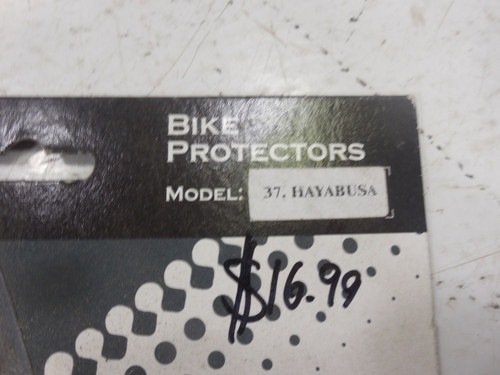 BIKE
PROTECTORS
MODEL: 37, HAYABUSA
$16.99